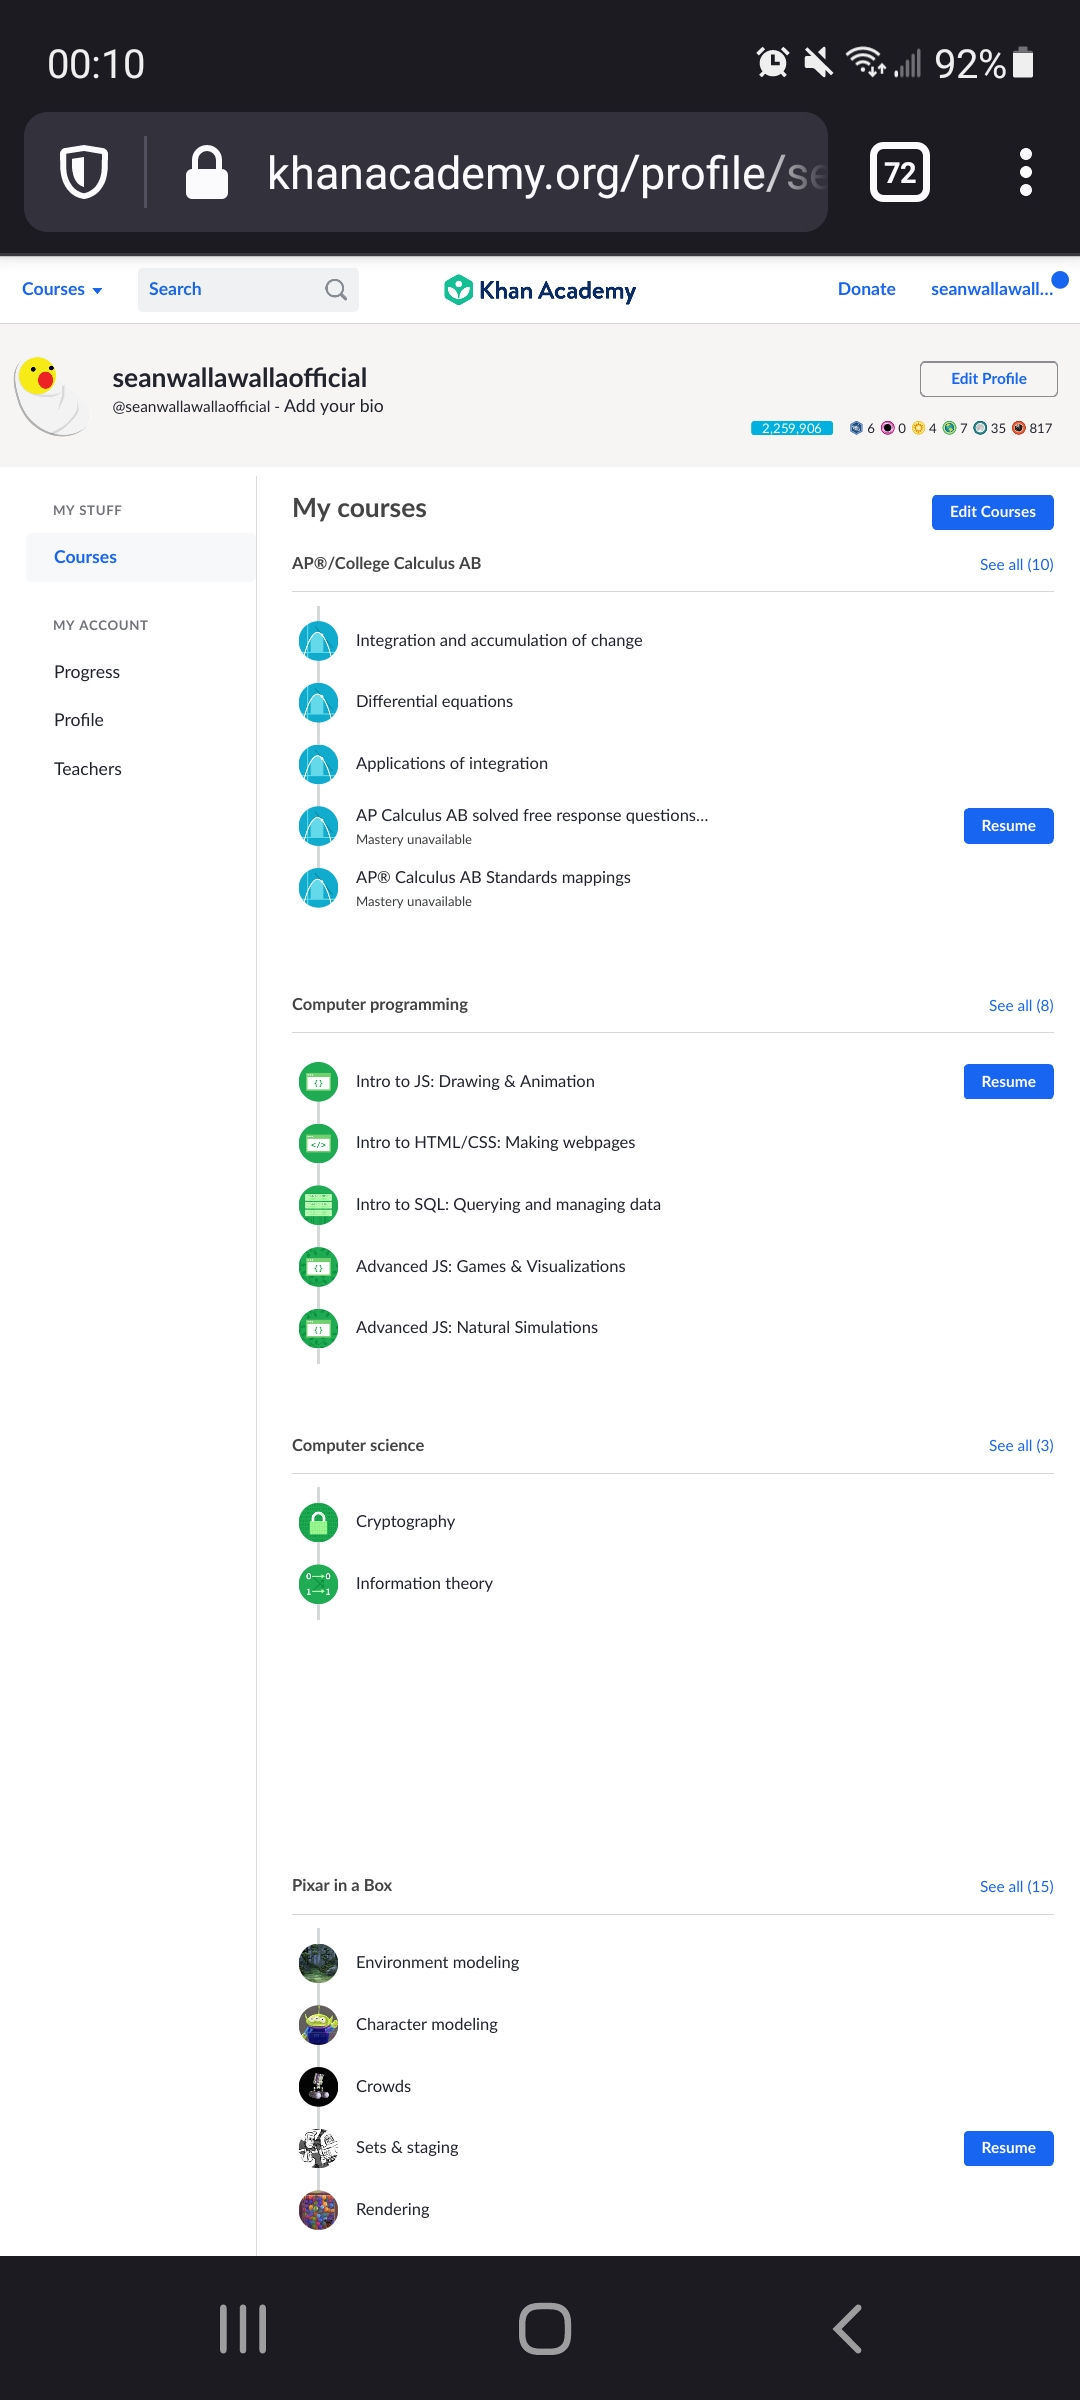 00:10
92%
khanacademy.org/profile/se
72
Courses
Search
Khan Academy
Donate
seanwallawall...
seanwallawallaofficial
@seanwallawallaofficial - Add your bio
Edit Profile
2,259,906 6 0 4 7 35 817
MY STUFF
Courses
MY ACCOUNT
Progress
Profile
Teachers
My courses
Edit Courses
AP®/College Calculus AB
See all (10)
Integration and accumulation of change
Differential equations
Applications of integration
AP Calculus AB solved free response questions...
Mastery unavailable
Resume
AP® Calculus AB Standards mappings
Mastery unavailable
Computer programming
See all (8)
Intro to JS: Drawing & Animation
Resume
Intro to HTML/CSS: Making webpages
Intro to SQL: Querying and managing data
Advanced JS: Games & Visualizations
Advanced JS: Natural Simulations
Computer science
See all (3)
Cryptography
Information theory
Pixar in a Box
See all (15)
Environment modeling
Character modeling
Crowds
Sets & staging
Resume
Rendering